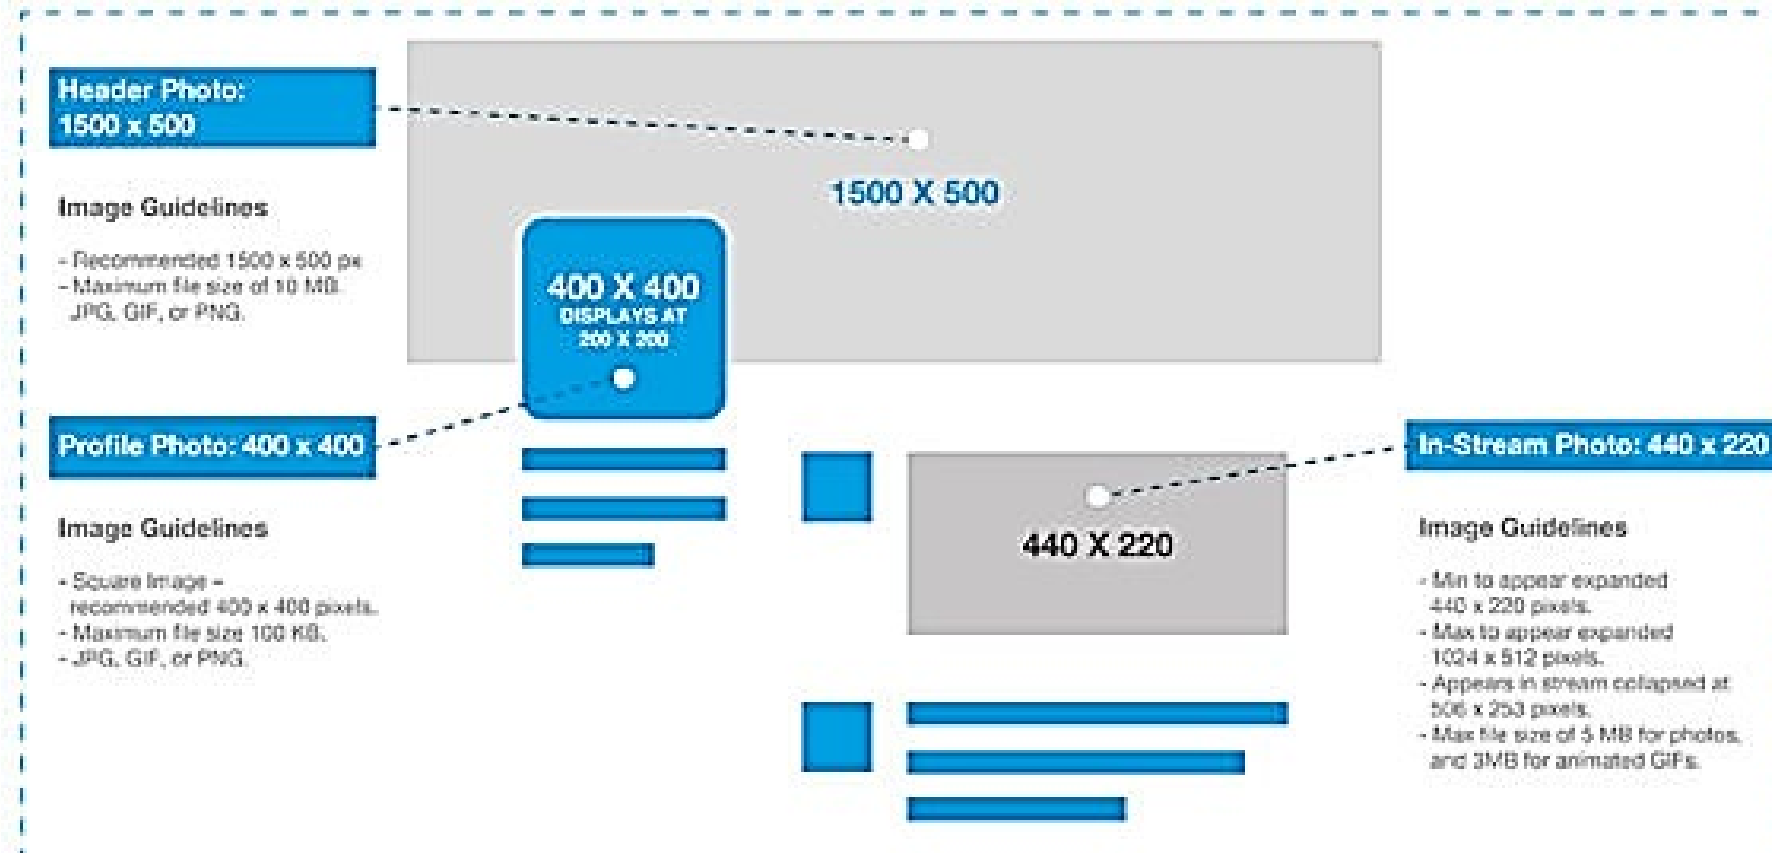 Header Photo:
1500 x 500
Image Guidelines
- Recommended 1500 x 500 px
- Maximum file size of 10 MB.
JPG, GIF, or PNG.
1500 X 500
400 X 400
DISPLAYS AT
200 X 200
Profile Photo: 400 x 400
Image Guidelines
- Square Image –
recommended 400 x 400 pixels.
- Maximum file size 100 KB.
- JPG, GIF, or PNG.
440 X 220
In-Stream Photo: 440 x 220
Image Guidelines
- Min to appear expanded
440 x 220 pixels.
- Max to appear expanded
1024 x 512 pixels.
- Appears in stream collapsed at
506 x 253 pixels.
- Max file size of 5 MB for photos,
and 3MB for animated GIFs.